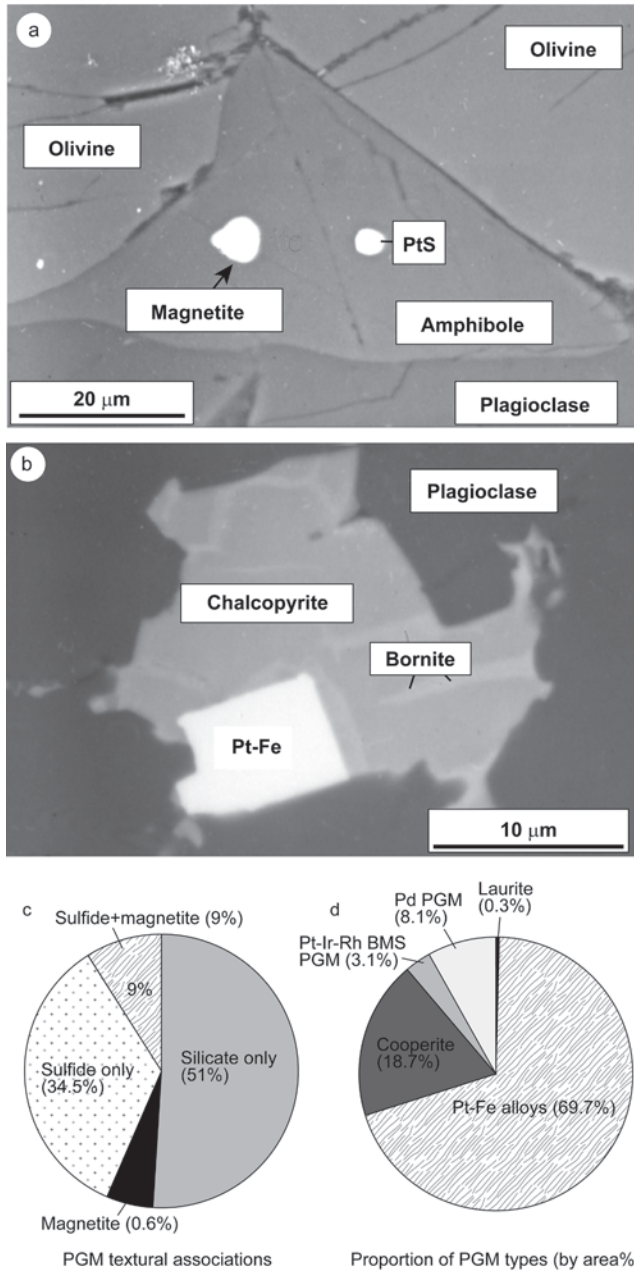 a
Olivine
Olivine
PtS
Magnetite
Amphibole
20 μm
Plagioclase
b
Plagioclase
Chalcopyrite
Bornite
Pt-Fe
10 μm
c
Sulfide+magnetite (9%)
9%
Sulfide only
(34.5%)
Silicate only
(51%)
Magnetite (0.6%)
PGM textural associations
d
Laurite
(0.3%)
Pd PGM
(8.1%)
Pt-Ir-Rh BMS
PGM (3.1%)
Cooperite
(18.7%)
Pt-Fe alloys (69.7%)
Proportion of PGM types (by area%